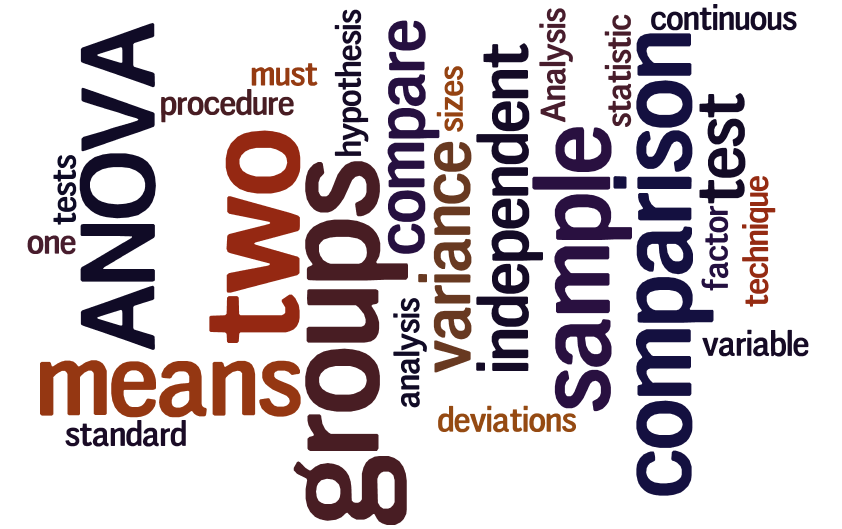 continuous
must
procedure
hypothesis
compare
sizes
Analysis
statistic
ANOVA
tests
one
two
groups
variance
independent
sample
comparison
test
factor
technique
means
analysis
variable
standard
deviations